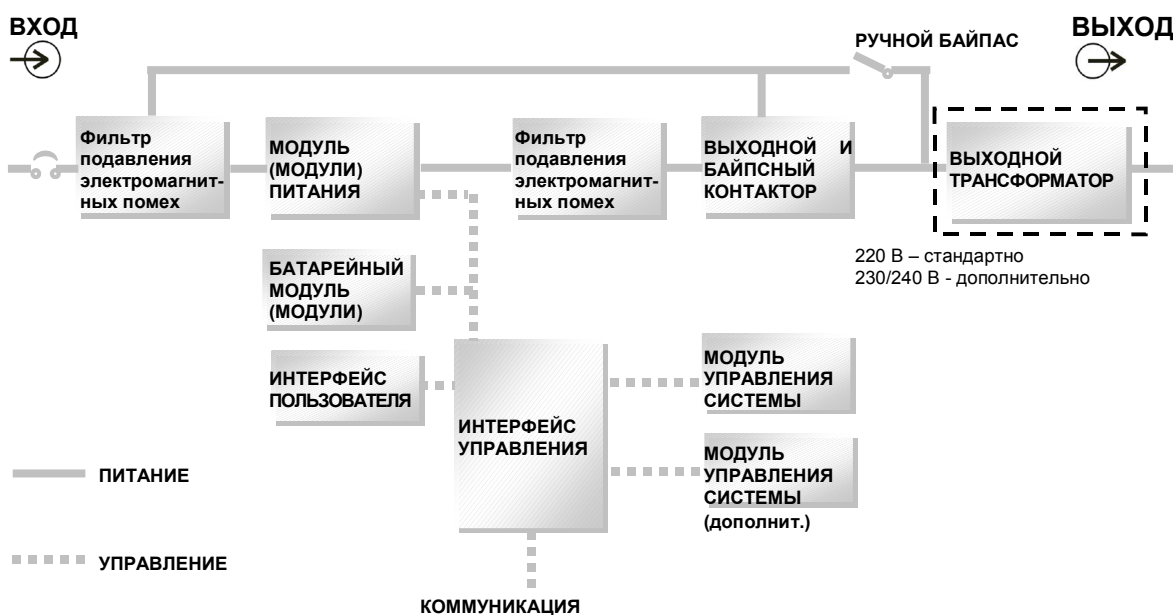 ВХОД
ВЫХОД
РУЧНОЙ БАЙПАС
Фильтр
подавления
электромагнит-
ных помех
МОДУЛЬ
(МОДУЛИ)
ПИТАНИЯ
Фильтр
подавления
электромагнит-
ных помех
ВЫХОДНОЙ И
БАЙПСНЫЙ
КОНТАКТОР
ВЫХОДНОЙ
ТРАНСФОРМАТОР
220 В – стандартно
230/240 В - дополнительно
БАТАРЕЙНЫЙ
МОДУЛЬ
(МОДУЛИ)
ИНТЕРФЕЙС
ПОЛЬЗОВАТЕЛЯ
ИНТЕРФЕЙС
УПРАВЛЕНИЯ
МОДУЛЬ
УПРАВЛЕНИЯ
СИСТЕМЫ
МОДУЛЬ
УПРАВЛЕНИЯ
СИСТЕМЫ
(дополнит.)
ПИТАНИЕ
УПРАВЛЕНИЕ
КОММУНИКАЦИЯ